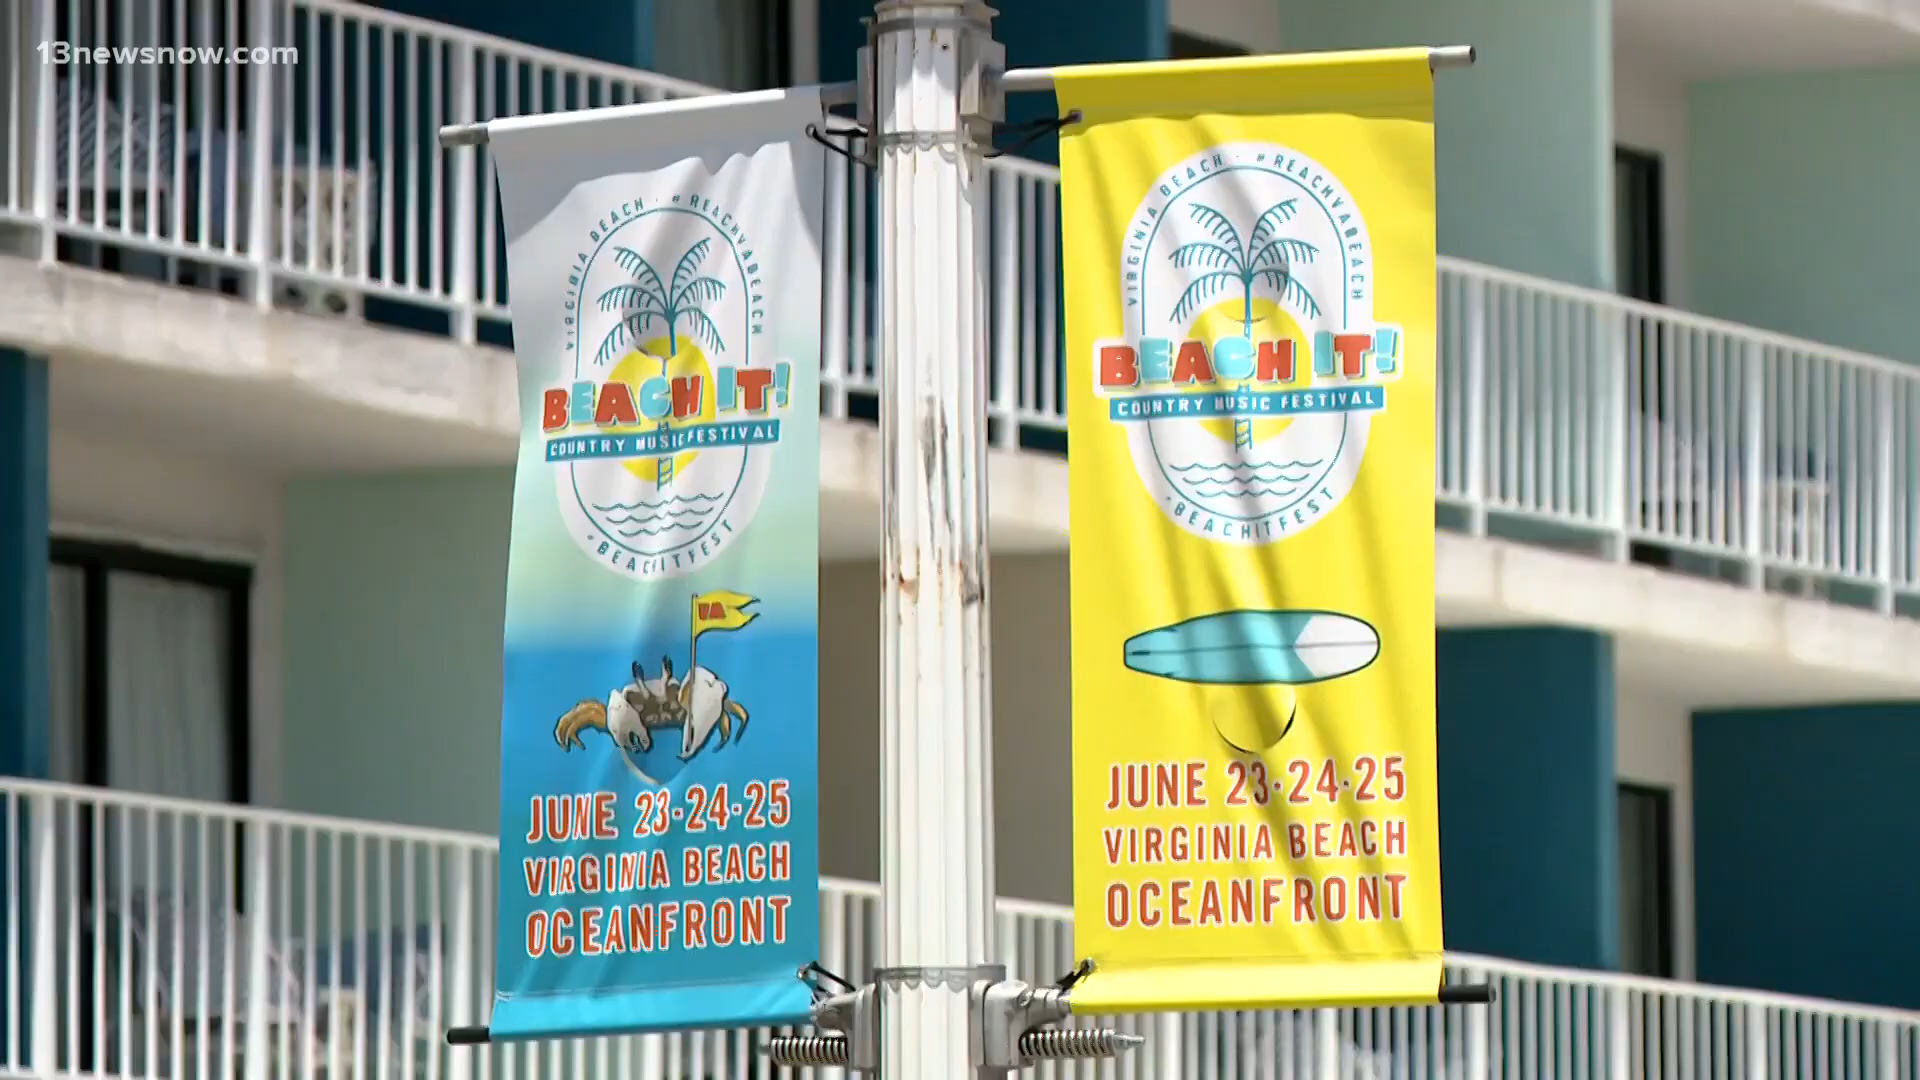 13newsnow.com
VIRGINIA BEACH · #REACHVABEACH
BEACH IT!
COUNTRY MUSIC FESTIVAL
#BEACHITFEST
VA
JUNE 23·24·25
VIRGINIA BEACH
OCEANFRONT
VIRGINIA BEACH · #REACHVABEACH
BEACH IT!
COUNTRY MUSIC FESTIVAL
#BEACHITFEST
JUNE 23·24·25
VIRGINIA BEACH
OCEANFRONT